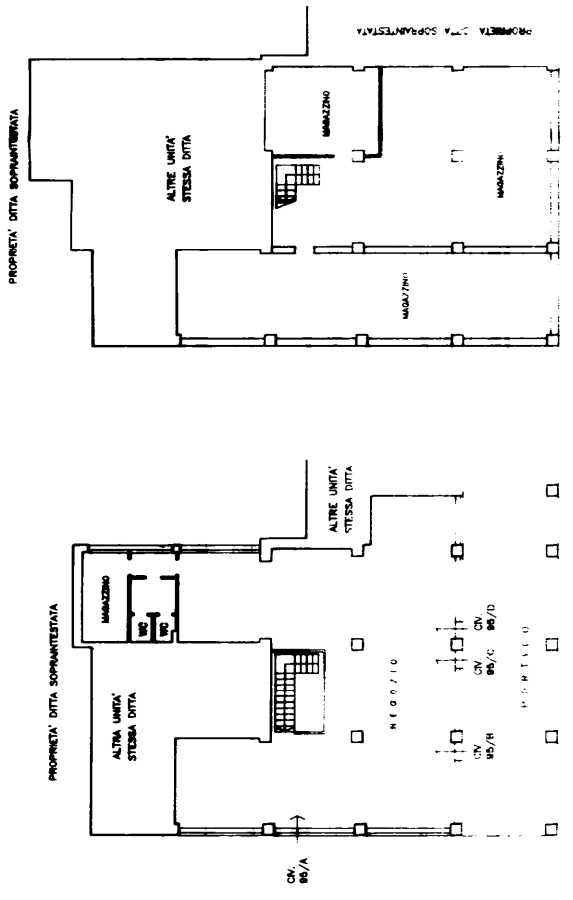 PROPRIETA' DITTA SOPRAINTESTATA
PROPRIETA' DITTA SOPRAINTESTATA
ALTRE UNITA'
STESSA DITTA
MAGAZZINO
MAGAZZINO
MAGAZZINO
PROPRIETA' DITTA SOPRAINTESTATA
ALTRA UNITA'
STESSA DITTA
MAGAZZINO
WC
WC
ALTRE UNITA'
STESSA DITTA
NEGOZIO
PORTICO
CIV.
95/A
CIV.
95/B
CIV.
95/C
CIV.
95/D